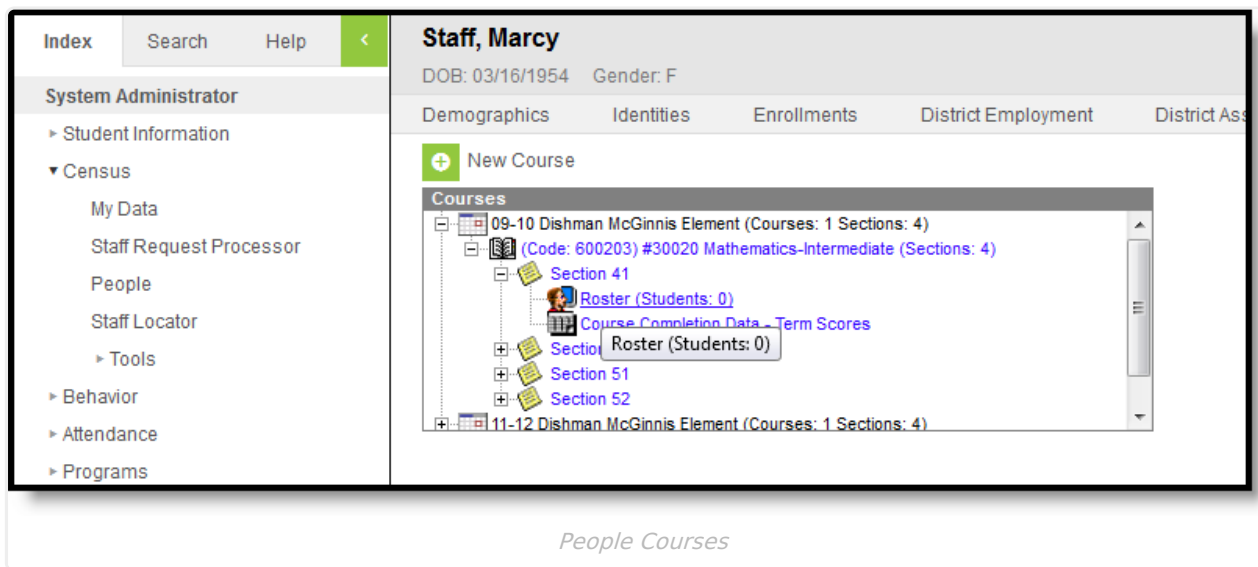 Index Search Help
System Administrator
Student Information
Census
My Data
Staff Request Processor
People
Staff Locator
Tools
Behavior
Attendance
Programs
Staff, Marcy
DOB: 03/16/1954 Gender: F
Demographics Identities Enrollments District Employment District Ass
New Course
Courses
09-10 Dishman McGinnis Element (Courses: 1 Sections: 4)
(Code: 600203) #30020 Mathematics-Intermediate (Sections: 4)
Section 41
Roster (Students: 0)
Course Completion Data - Term Scores
Sectio
Roster (Students: 0)
Section 51
Section 52
11-12 Dishman McGinnis Element (Courses: 1 Sections: 4)
People Courses